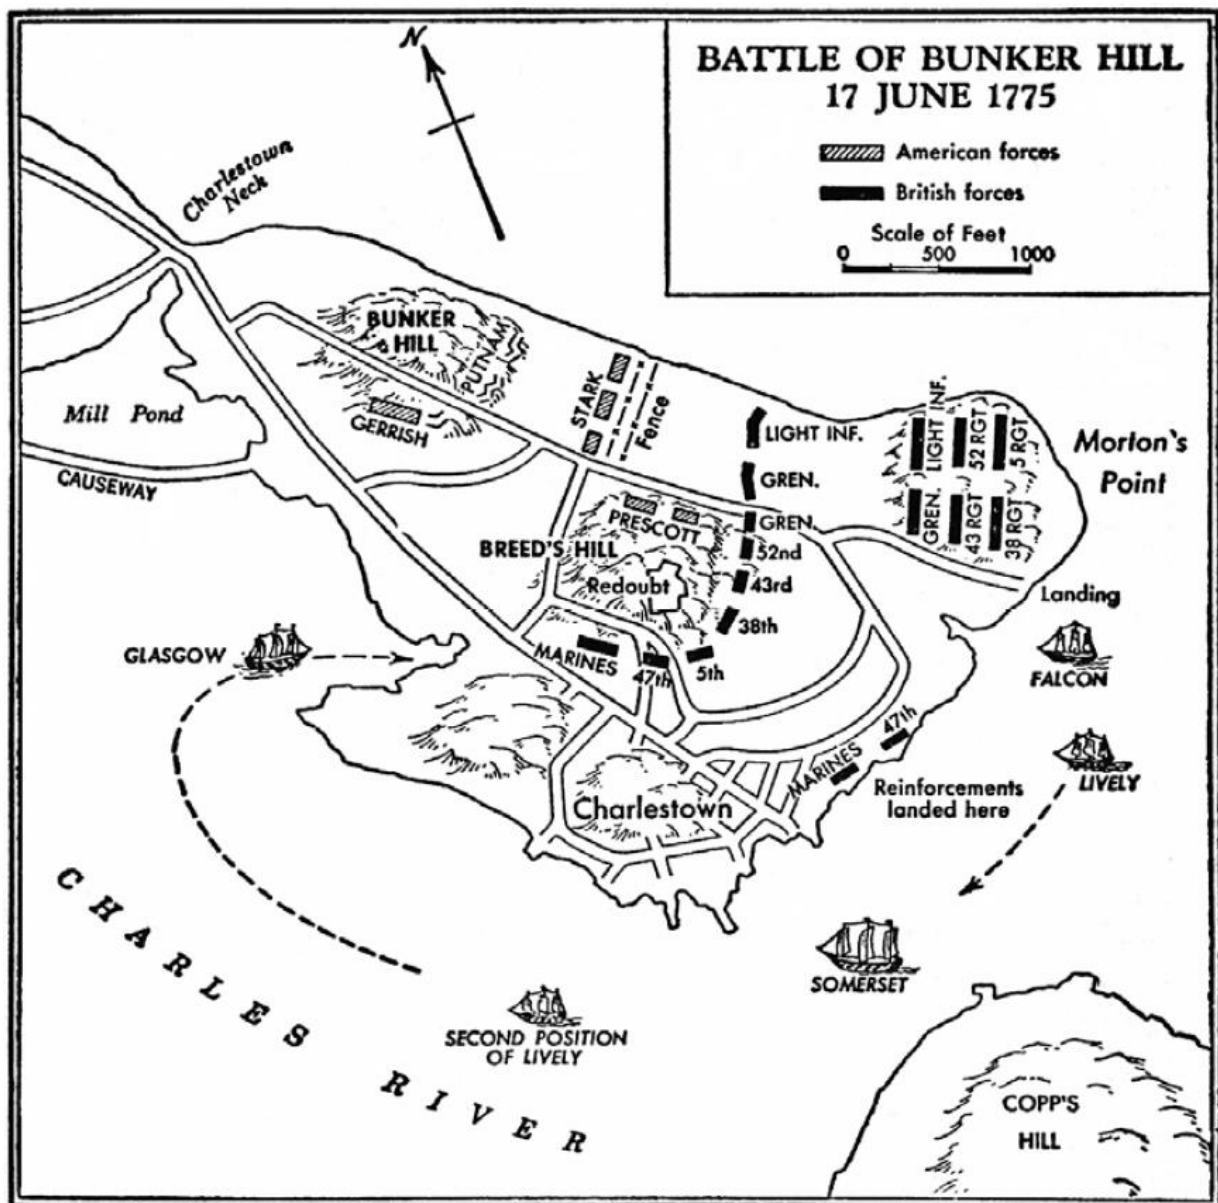 N
BATTLE OF BUNKER HILL
17 JUNE 1775
American forces
British forces
Scale of Feet
0 500 1000
Charlestown
Neck
BUNKER
HILL
PUTNAM
GERRISH
Mill Pond
CAUSEWAY
STARK
Fence
LIGHT INF.
GREN.
GREN.
52nd
43rd
38th
5th
47th
MARINES
LIGHT INF.
52 RGT
5 RGT
GREN.
43 RGT
38 RGT
Morton's
Point
PRESCOTT
BREED'S HILL
Redoubt
Landing
GLASGOW
FALCON
LIVELY
47th
MARINES
Reinforcements
landed here
Charlestown
SOMERSET
SECOND POSITION
OF LIVELY
CHARLES RIVER
COPP'S
HILL